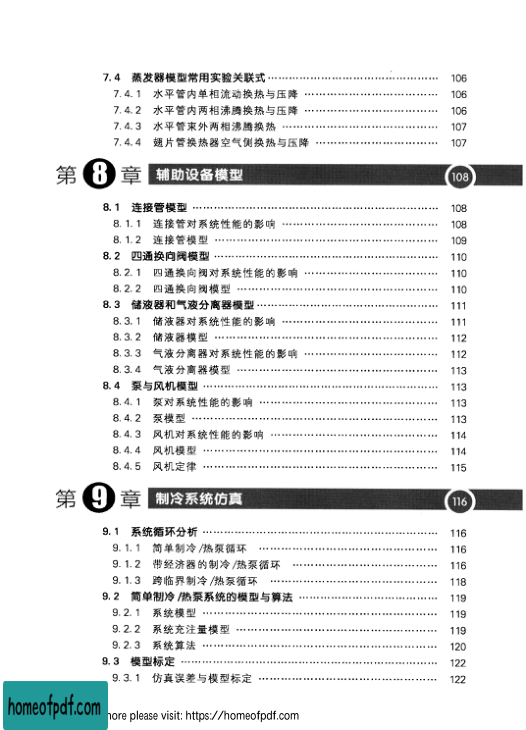 7.4 蒸发器模型常用实验关联式 …… 106
7.4.1 水平管内单相流动换热与压降 …… 106
7.4.2 水平管内两相沸腾换热与压降 …… 106
7.4.3 水平管束外两相沸腾换热 …… 107
7.4.4 翅片管换热器空气侧换热与压降 …… 107
第8章 辅助设备模型 108
8.1 连接管模型 …… 108
8.1.1 连接管对系统性能的影响 …… 108
8.1.2 连接管模型 …… 109
8.2 四通换向阀模型 …… 110
8.2.1 四通换向阀对系统性能的影响 …… 110
8.2.2 四通换向阀模型 …… 110
8.3 储液器和气液分离器模型 …… 111
8.3.1 储液器对系统性能的影响 …… 111
8.3.2 储液器模型 …… 112
8.3.3 气液分离器对系统性能的影响 …… 112
8.3.4 气液分离器模型 …… 113
8.4 泵与风机模型 …… 113
8.4.1 泵对系统性能的影响 …… 113
8.4.2 泵模型 …… 113
8.4.3 风机对系统性能的影响 …… 114
8.4.4 风机模型 …… 114
8.4.5 风机定律 …… 115
第9章 制冷系统仿真 116
9.1 系统循环分析 …… 116
9.1.1 简单制冷/热泵循环 …… 116
9.1.2 带经济器的制冷/热泵循环 …… 116
9.1.3 跨临界制冷/热泵循环 …… 118
9.2 简单制冷/热泵系统的模型与算法 …… 119
9.2.1 系统模型 …… 119
9.2.2 系统充注量模型 …… 119
9.2.3 系统算法 …… 120
9.3 模型标定 …… 122
9.3.1 仿真误差与模型标定 …… 122
homeofpdf.com
more please visit: https://homeofpdf.com